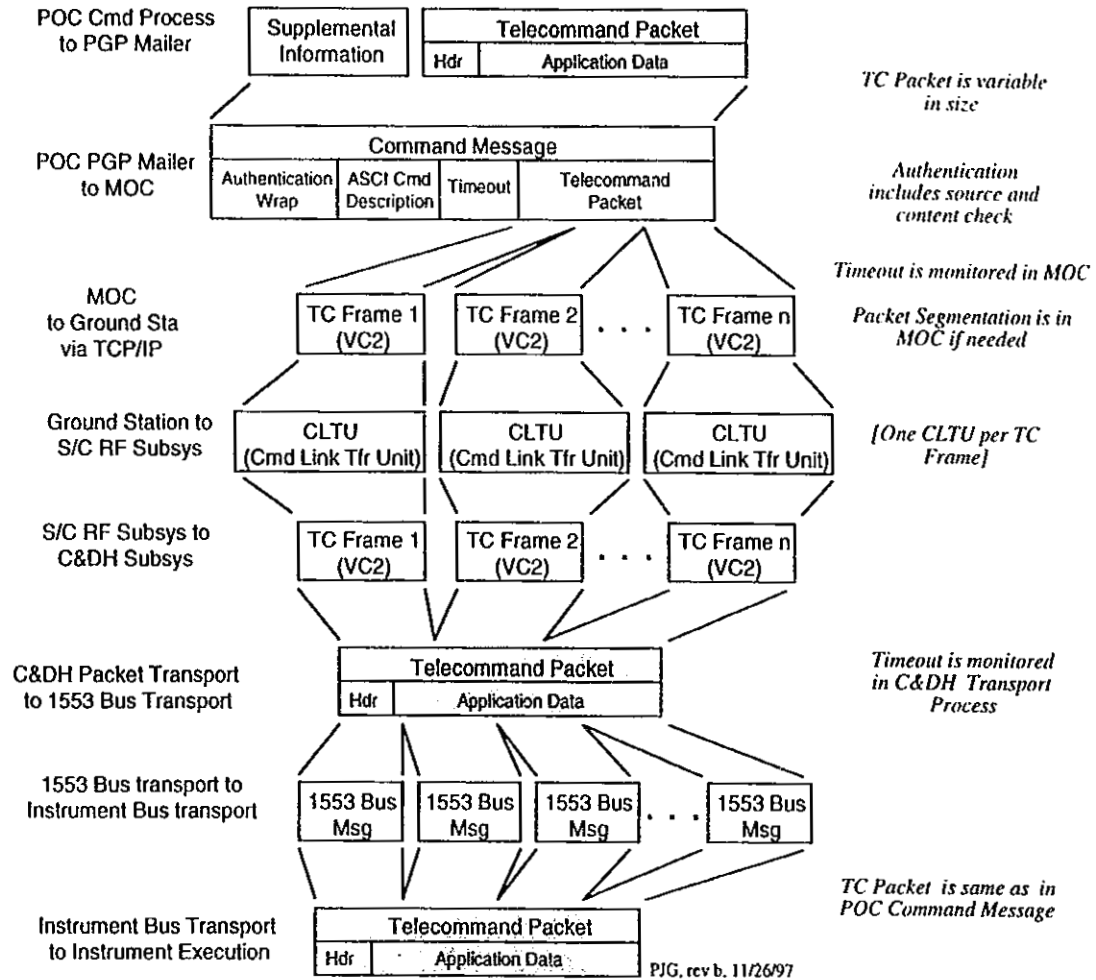 POC Cmd Process
to PGP Mailer
Supplemental
Information
Telecommand Packet
Hdr
Application Data
TC Packet is variable
in size
POC PGP Mailer
to MOC
Command Message
Authentication
Wrap
ASCI Cmd
Description
Timeout
Telecommand
Packet
Authentication
includes source and
content check
Timeout is monitored in MOC
MOC
to Ground Sta
via TCP/IP
TC Frame 1
(VC2)
TC Frame 2
(VC2)
. . .
TC Frame n
(VC2)
Packet Segmentation is in
MOC if needed
Ground Station to
S/C RF Subsys
CLTU
(Cmd Link Tfr Unit)
CLTU
(Cmd Link Tfr Unit)
CLTU
(Cmd Link Tfr Unit)
[One CLTU per TC
Frame]
S/C RF Subsys to
C&DH Subsys
TC Frame 1
(VC2)
TC Frame 2
(VC2)
. . .
TC Frame n
(VC2)
C&DH Packet Transport
to 1553 Bus Transport
Telecommand Packet
Hdr
Application Data
Timeout is monitored
in C&DH Transport
Process
1553 Bus transport to
Instrument Bus transport
1553 Bus
Msg
1553 Bus
Msg
1553 Bus
Msg
. . .
1553 Bus
Msg
Instrument Bus Transport
to Instrument Execution
Telecommand Packet
Hdr
Application Data
TC Packet is same as in
POC Command Message
PJG, rev b, 11/26/97